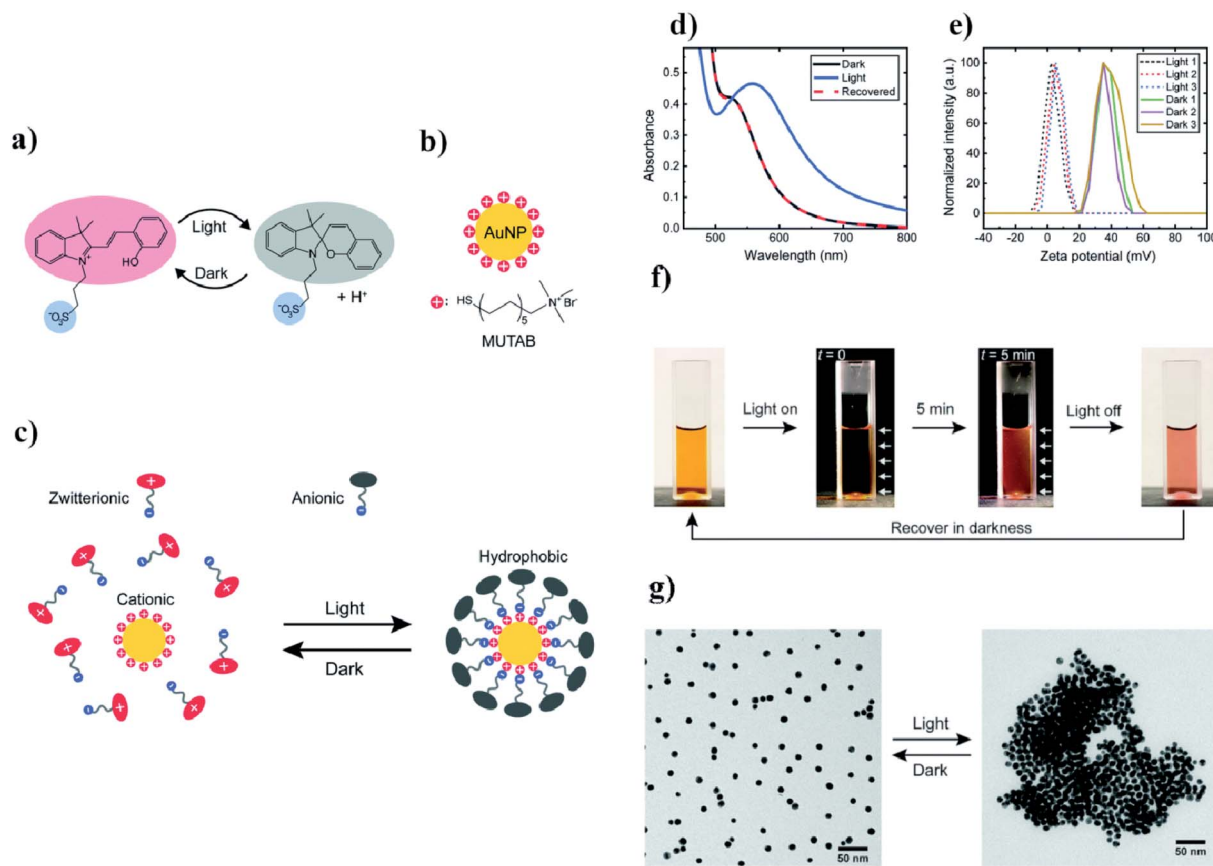 a)
Light
Dark
HO
N⁺
⁻O₃S
N
O
⁻O₃S
+ H⁺
b)
AuNP
+: HS ( )5 N⁺ Br⁻
MUTAB
c)
Zwitterionic
Anionic
Cationic
Light
Dark
Hydrophobic
d)
Absorbance
0.5
0.4
0.3
0.2
0.1
0.0
500 600 700 800
Wavelength (nm)
Dark
Light
Recovered
e)
Normalized intensity (a.u.)
100
80
60
40
20
0
-40 -20 0 20 40 60 80 100
Zeta potential (mV)
Light 1
Light 2
Light 3
Dark 1
Dark 2
Dark 3
f)
Light on
t = 0
5 min
t = 5 min
Light off
Recover in darkness
g)
50 nm
Light
Dark
50 nm